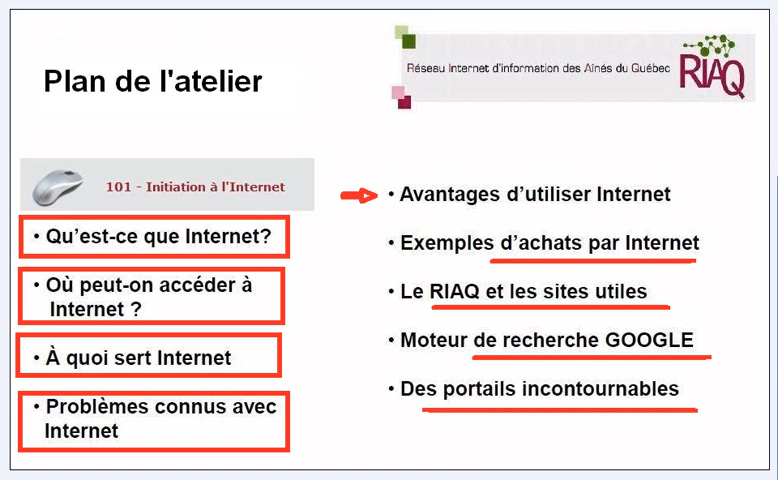 Plan de l'atelier
Réseau Internet d'information des Aînés du Québec
RIAQ
101 - Initiation à l'Internet
• Qu'est-ce que Internet?
• Où peut-on accéder à
Internet ?
• À quoi sert Internet
• Problèmes connus avec
Internet
• Avantages d'utiliser Internet
• Exemples d'achats par Internet
• Le RIAQ et les sites utiles
• Moteur de recherche GOOGLE
• Des portails incontournables